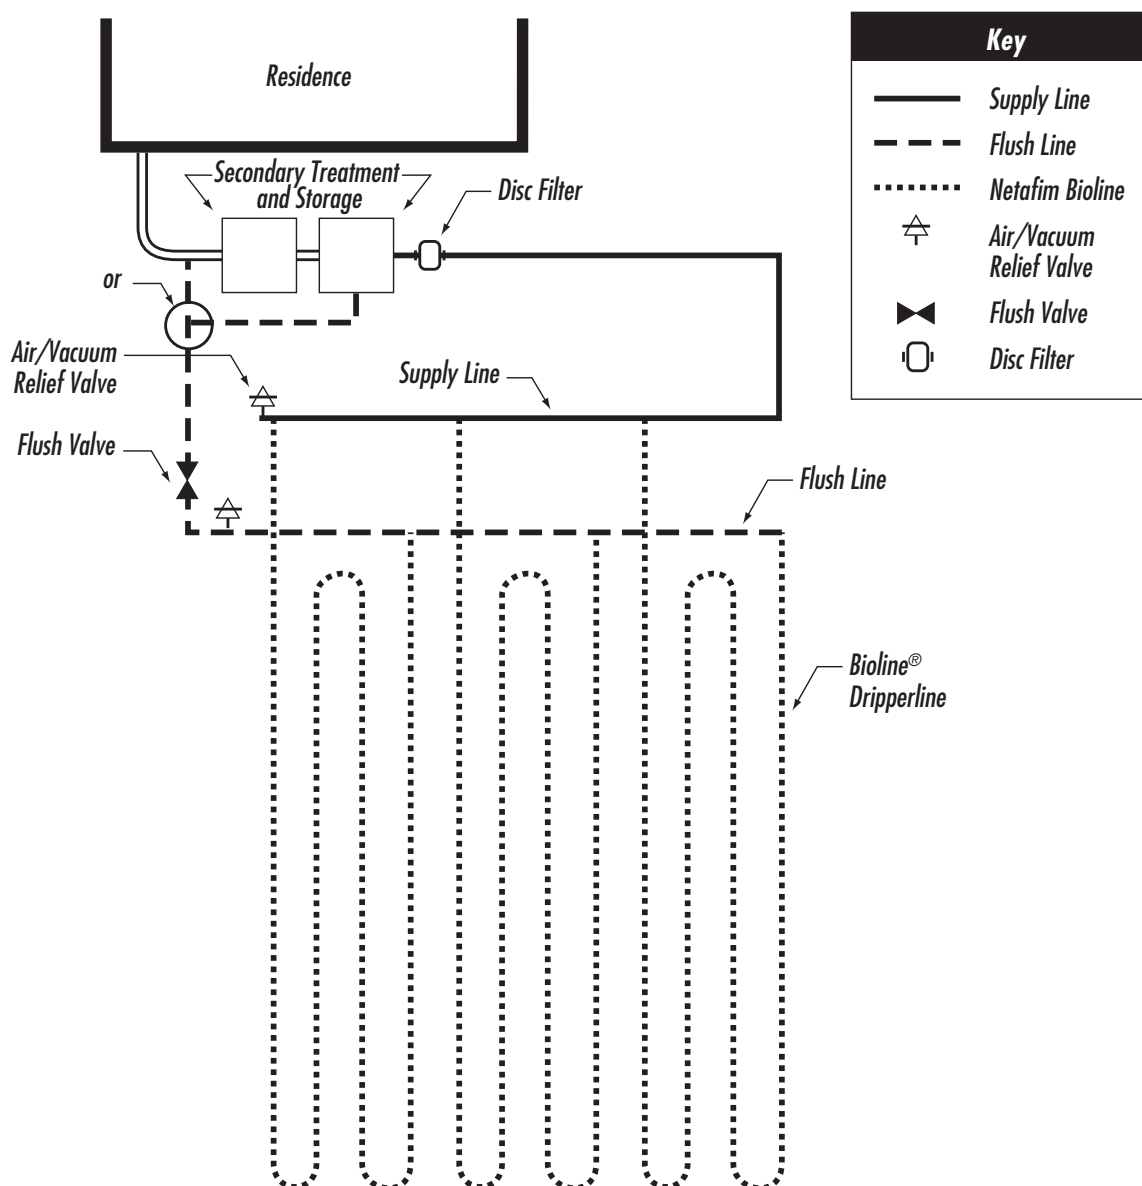 Residence
Secondary Treatment
and Storage
Disc Filter
or
Air/Vacuum
Relief Valve
Supply Line
Flush Valve
Flush Line
Bioline®
Dripperline
Key
Supply Line
Flush Line
Netafim Bioline
Air/Vacuum
Relief Valve
Flush Valve
Disc Filter